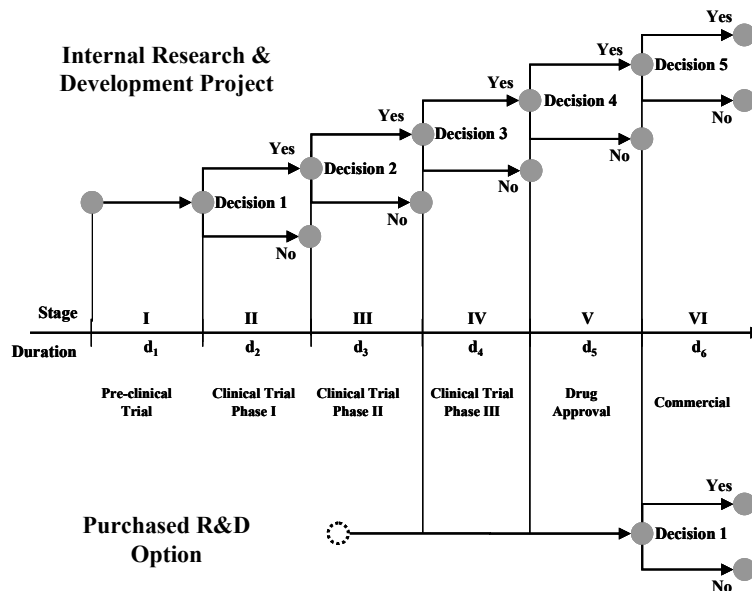 Yes
Internal Research &
Development Project
Yes
Decision 5
Yes
Decision 4
No
Yes
Decision 3
No
Yes
Decision 2
No
Decision 1
No
No
Stage I II III IV V VI
Duration d1 d2 d3 d4 d5 d6
Pre-clinical
Trial
Clinical Trial
Phase I
Clinical Trial
Phase II
Clinical Trial
Phase III
Drug
Approval
Commercial
Yes
Purchased R&D
Option
Decision 1
No